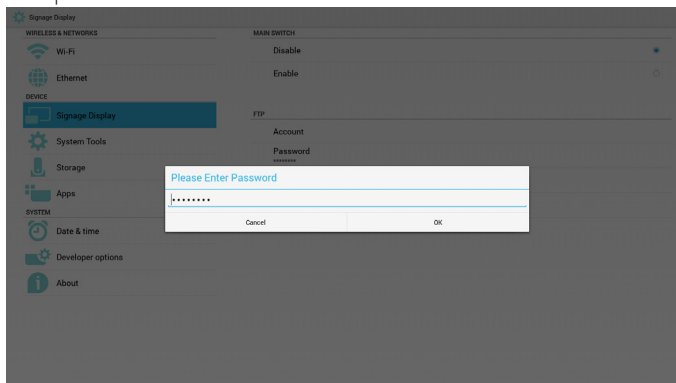 Signage Display
WIRELESS & NETWORKS
Wi-Fi
Ethernet
DEVICE
Signage Display
System Tools
Storage
Apps
SYSTEM
Date & time
Developer options
About
MAIN SWITCH
Disable
Enable
FTP
Account
Password
********
Please Enter Password
••••••••
Cancel
OK